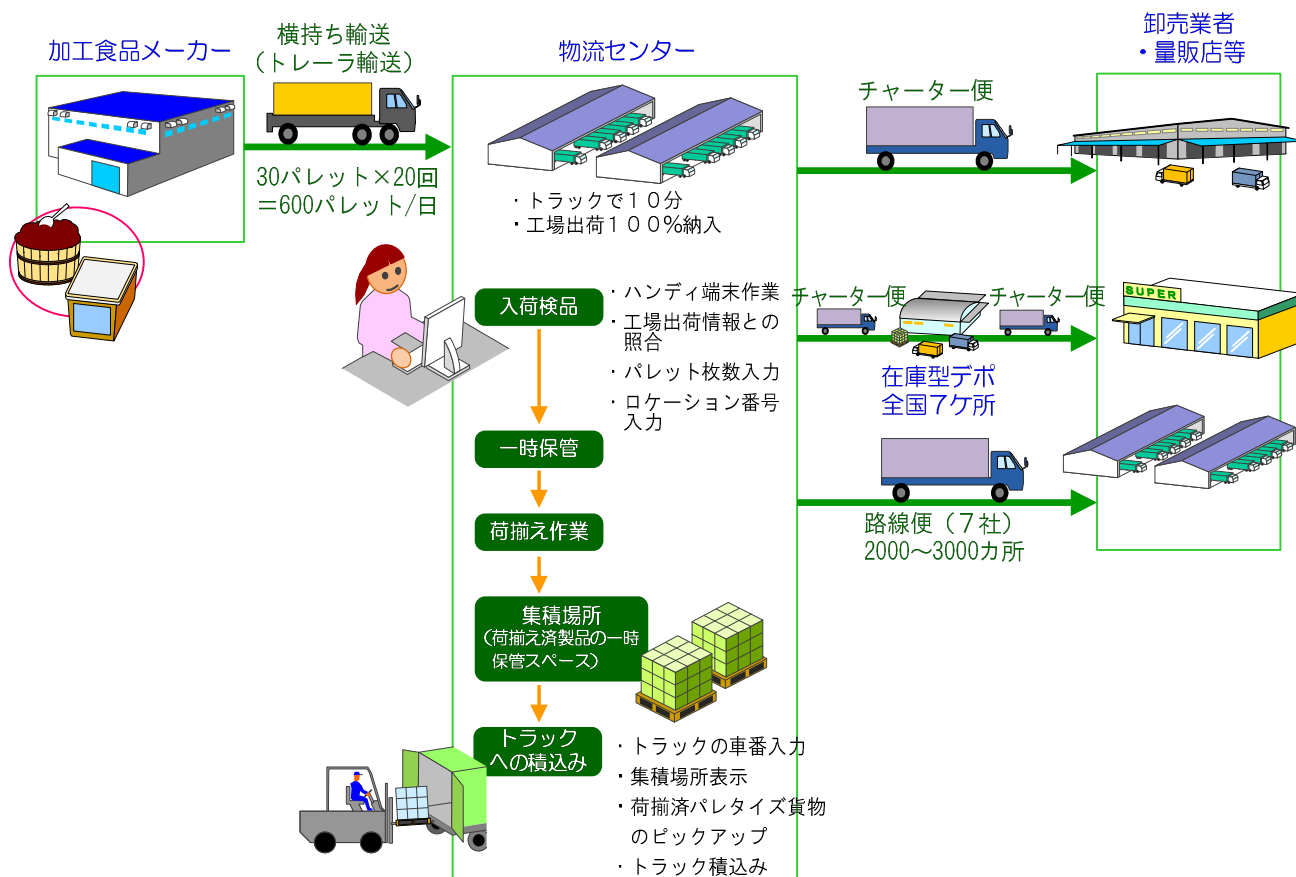 加工食品メーカー
横持ち輸送
（トレーラ輸送）
30パレット×20回
＝600パレット/日
物流センター
・トラックで１０分
・工場出荷１００％納入
入荷検品
・ハンディ端末作業
・工場出荷情報との
照合
・パレット枚数入力
・ロケーション番号
入力
一時保管
荷揃え作業
集積場所
（荷揃え済製品の一時
保管スペース）
トラック
への積込み
・トラックの車番入力
・集積場所表示
・荷揃済パレタイズ貨物
のピックアップ
・トラック積込み
チャーター便
チャーター便
チャーター便
在庫型デポ
全国７ケ所
路線便（７社）
2000～3000カ所
卸売業者
・量販店等
SUPER